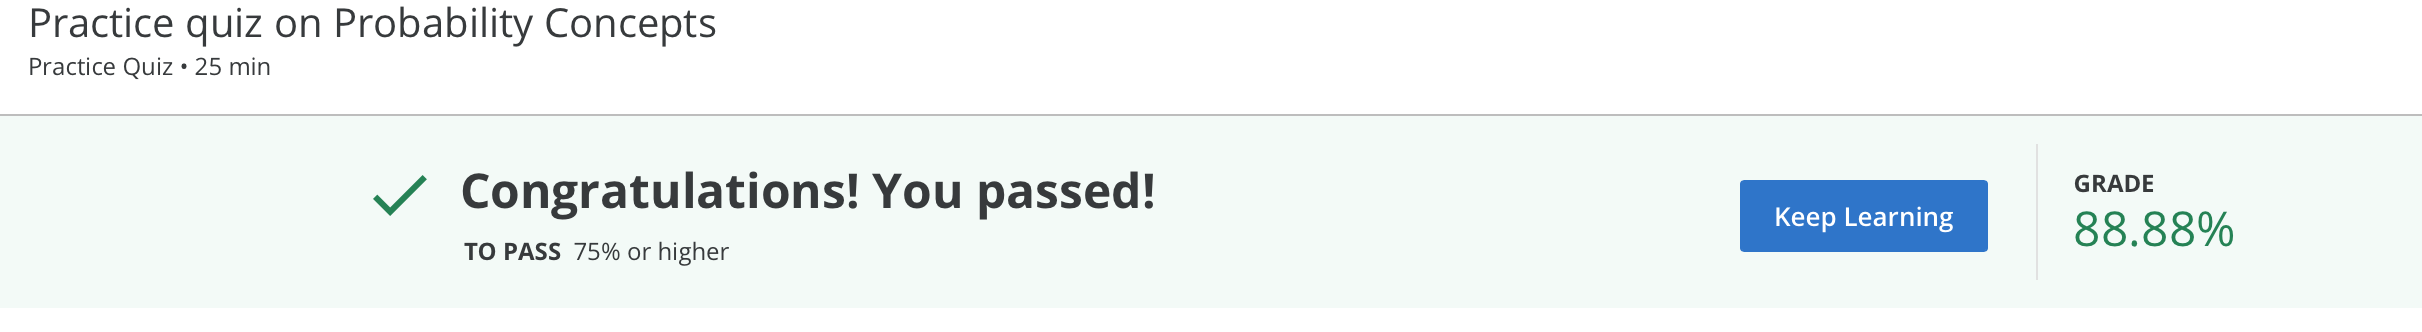 Practice quiz on Probability Concepts
Practice Quiz • 25 min
Congratulations! You passed!
TO PASS 75% or higher
Keep Learning
GRADE
88.88%